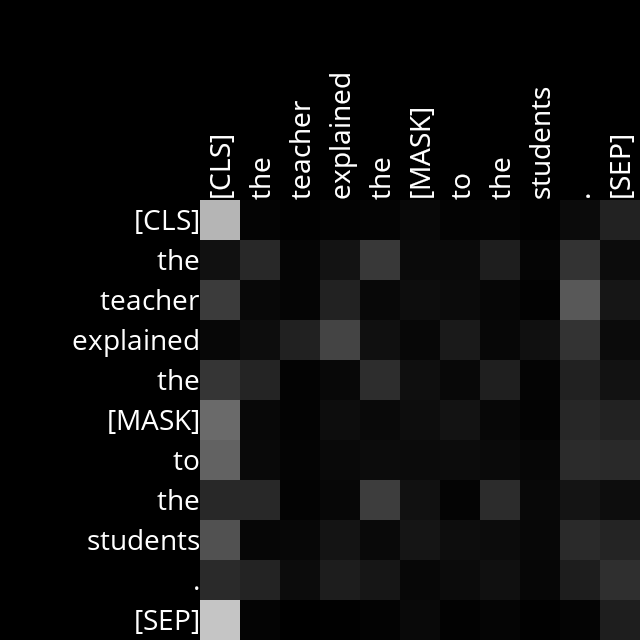 [CLS] the teacher explained the [MASK] to the students . [SEP]
[CLS]
the
teacher
explained
the
[MASK]
to
the
students
.
[SEP]